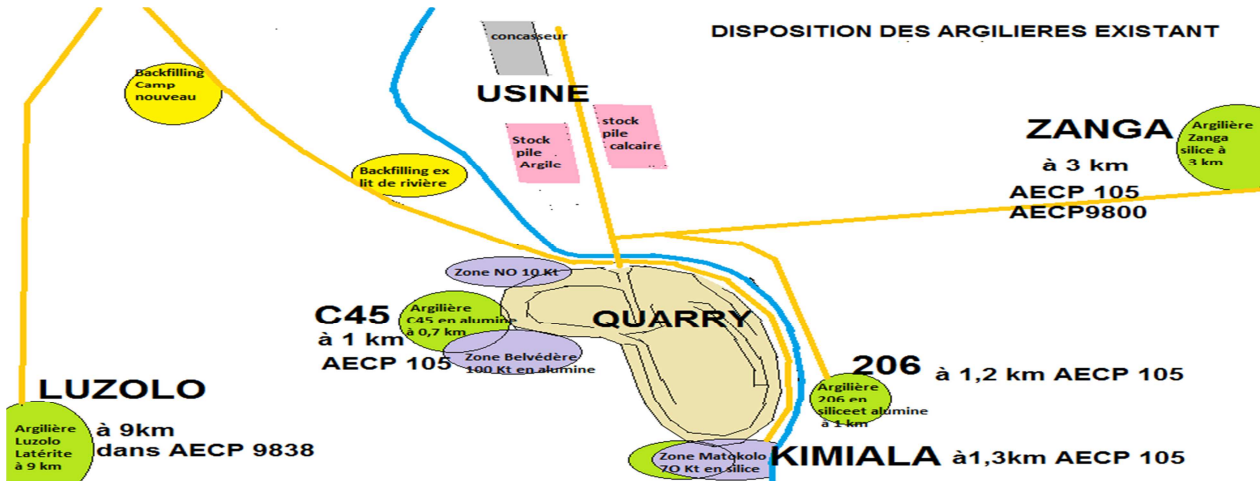 DISPOSITION DES ARGILIERES EXISTANT
concasseur
USINE
Backfilling
Camp
nouveau
stock
pile
calcaire
Stock
pile
Argile
Backfilling ex
lit de rivière
ZANGA
à 3 km
AECP 105
AECP9800
Argilière
Zanga
silice à
3 km
Zone NO 10 Kt
C45
à 1 km
AECP 105
Argilière
C45 en alumine
à 0,7 km
QUARRY
Zone Belvédère
100 Kt en alumine
206
à 1,2 km AECP 105
Argilière
206 en
siliceet alumine
à 1 km
LUZOLO
à 9km
dans AECP 9838
Argilière
Luzolo
Latérite
à 9 km
Zone Matokolo
70 Kt en silice
KIMIALA
à1,3km AECP 105